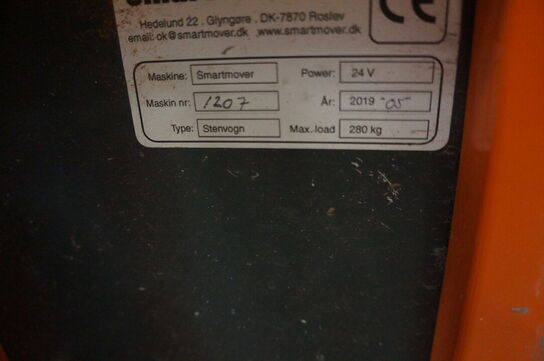 Hedelund 22 . Glyngøre . DK-7870 Roslev
email: ok@smartmover.dk www.smartmover.dk
CE
Maskine: Smartmover Power: 24 V
Maskin nr: 1207 År: 2019 "05"
Type: Stenvogn Max. load 280 kg